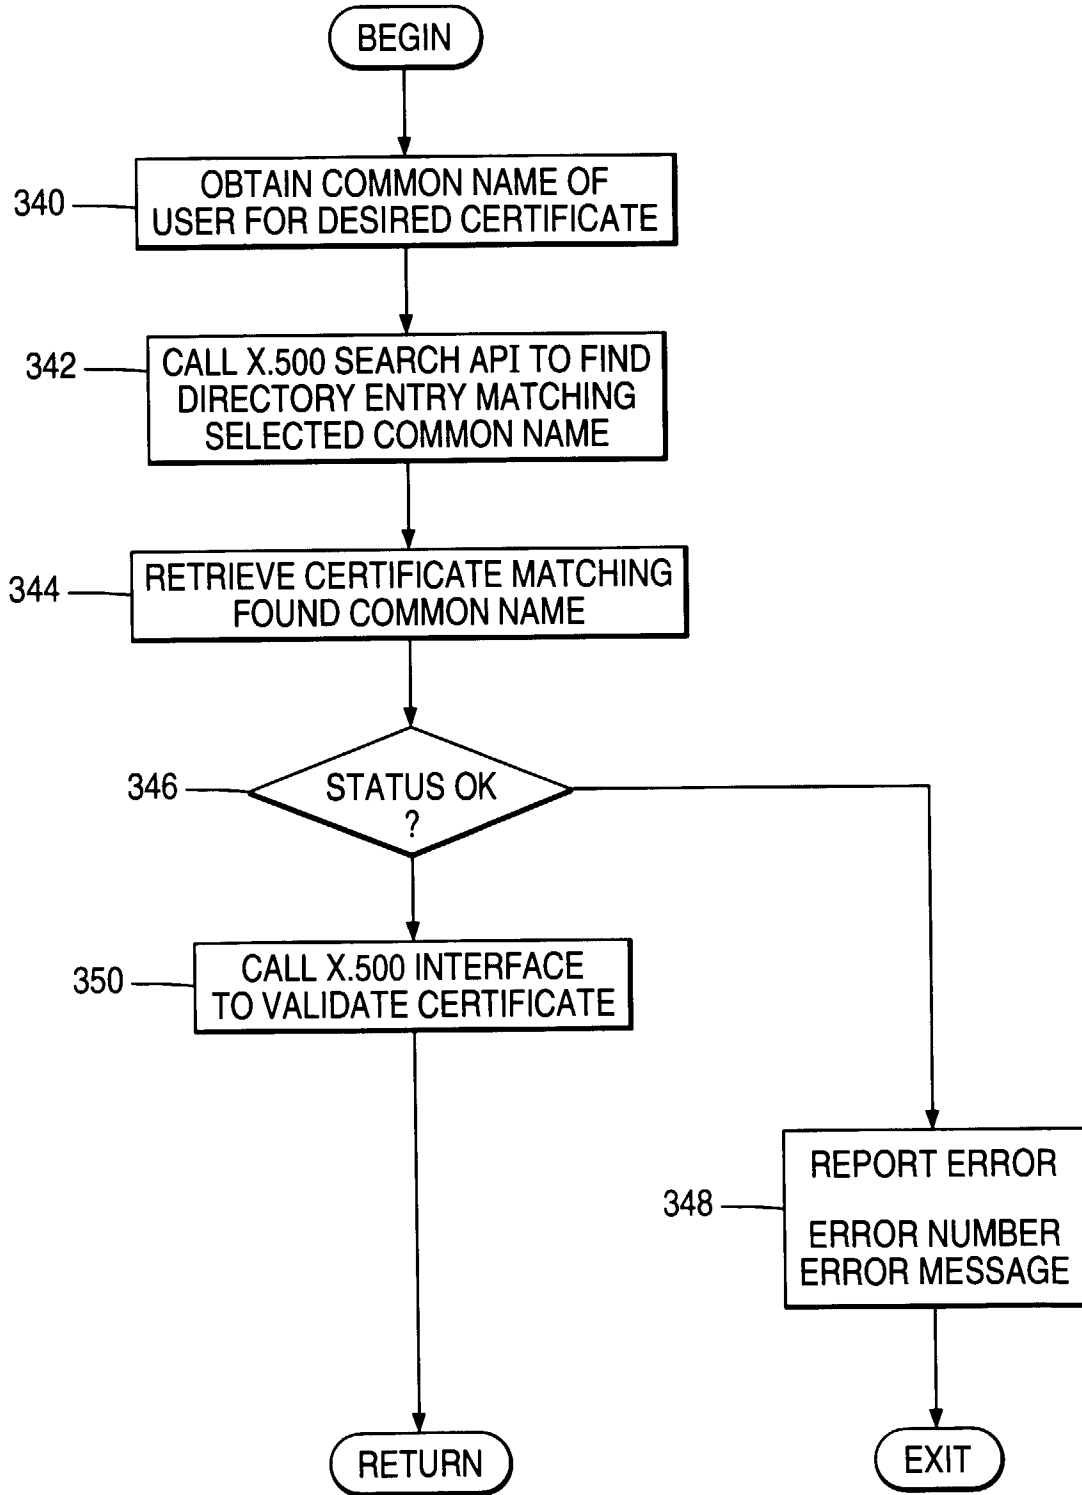 BEGIN
340
OBTAIN COMMON NAME OF
USER FOR DESIRED CERTIFICATE
342
CALL X.500 SEARCH API TO FIND
DIRECTORY ENTRY MATCHING
SELECTED COMMON NAME
344
RETRIEVE CERTIFICATE MATCHING
FOUND COMMON NAME
346
STATUS OK
?
350
CALL X.500 INTERFACE
TO VALIDATE CERTIFICATE
348
REPORT ERROR
ERROR NUMBER
ERROR MESSAGE
RETURN
EXIT